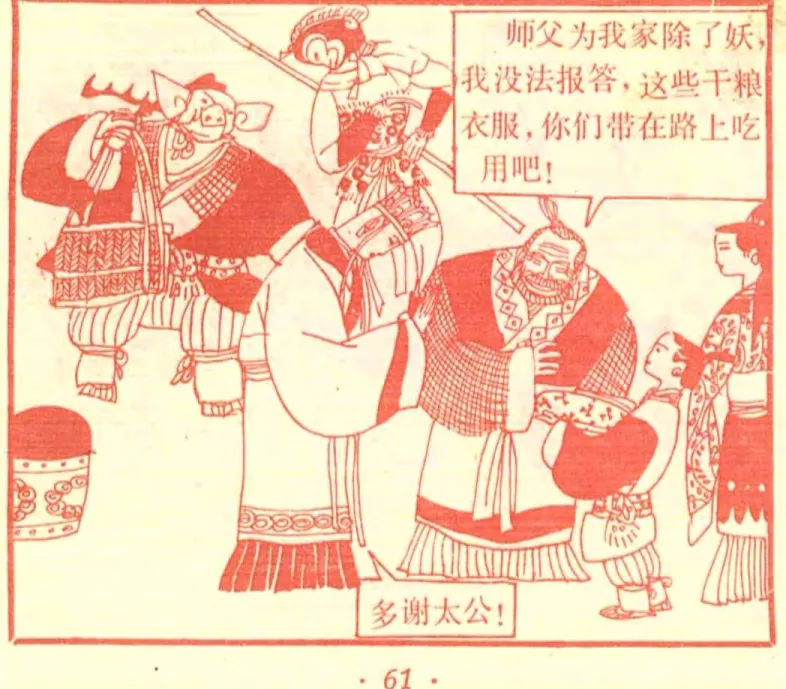 师父为我家除了妖，
我没法报答，这些干粮
衣服，你们带在路上吃
用吧！
多谢太公！
· 61 ·